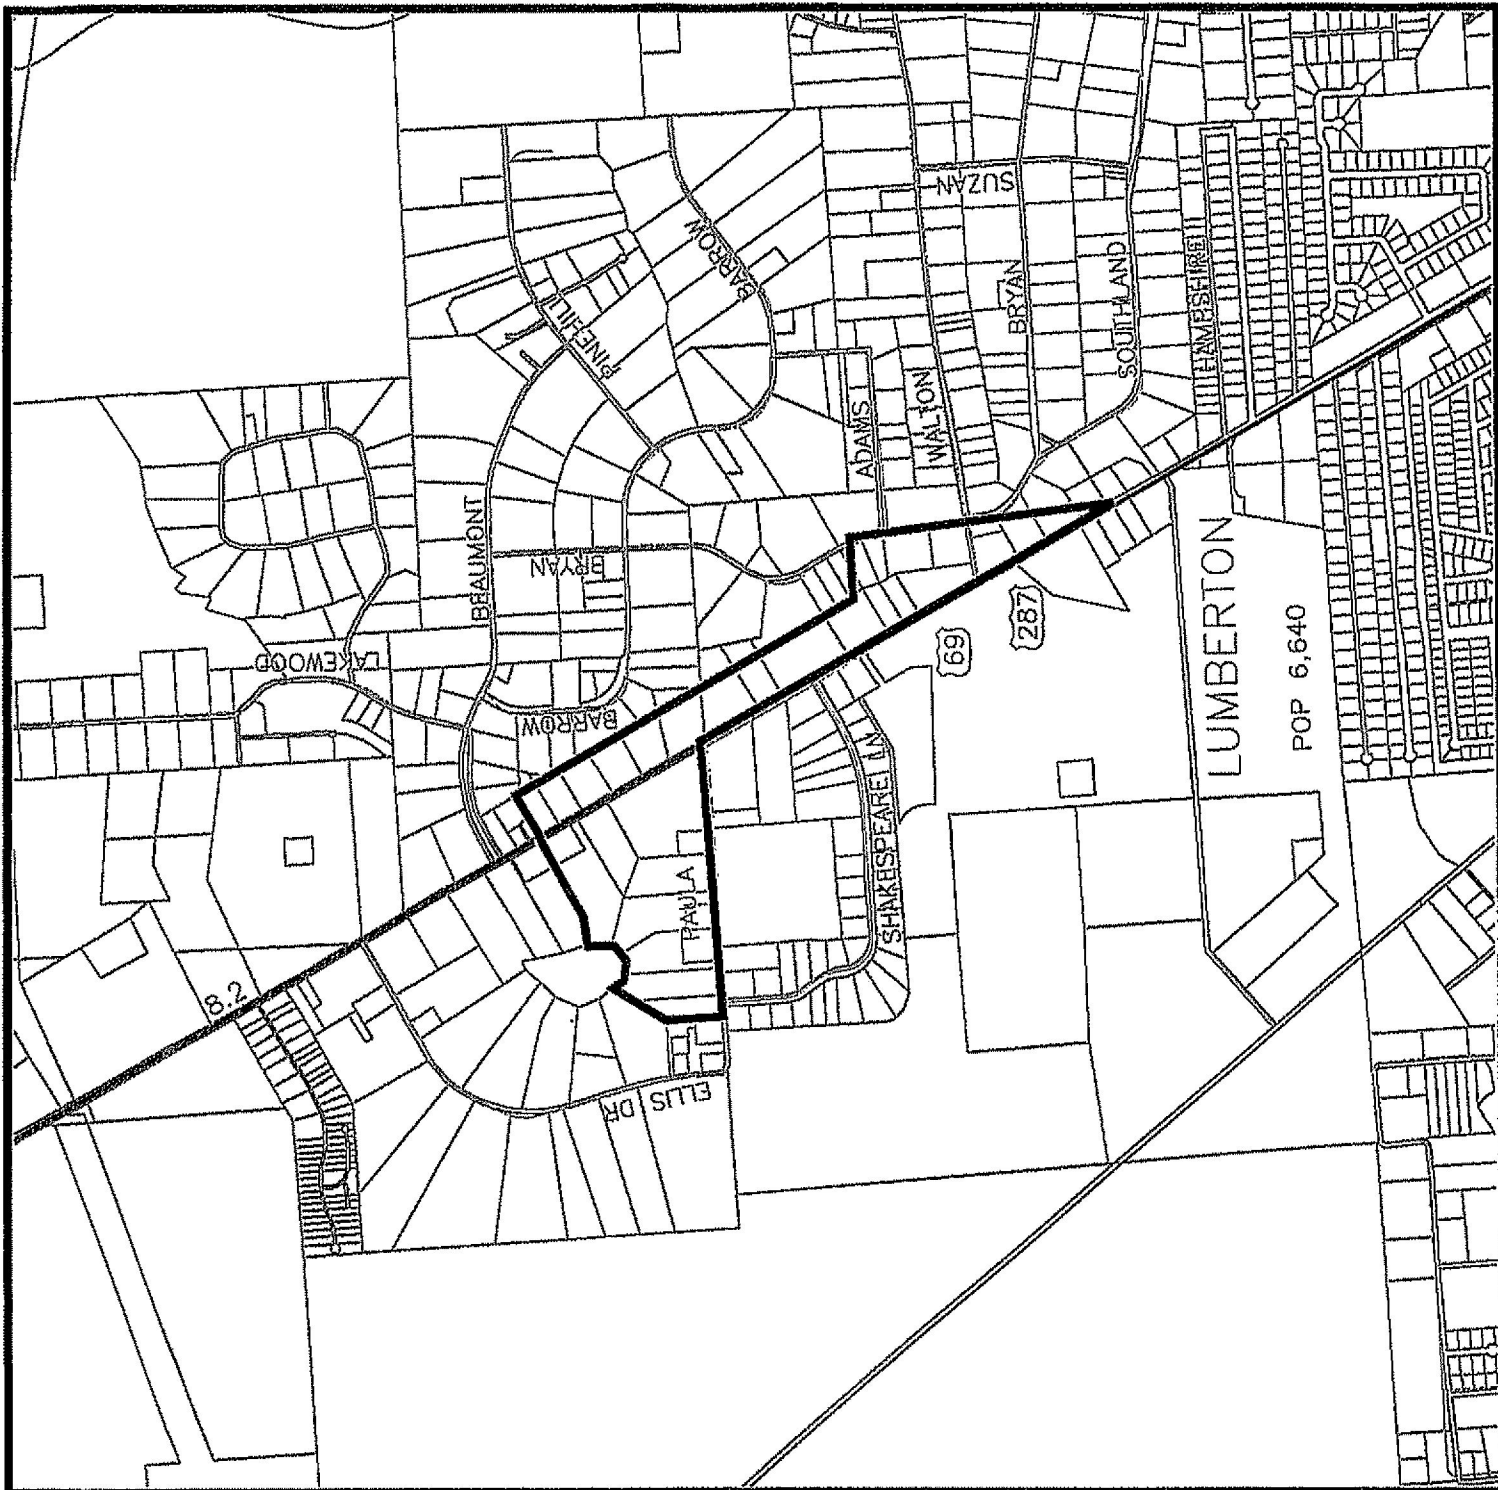 SUZAN
BARROW
BRYAN
SOUTHLAND
HAMPSHIRE
PINEHILL
ADAMS
WALTON
BEAUMONT
BRYAN
LAKEWOOD
BARROW
69
287
LUMBERTON
POP 6,640
SHAKESPEARE LN
PAULA
8.2
ELLIS DR